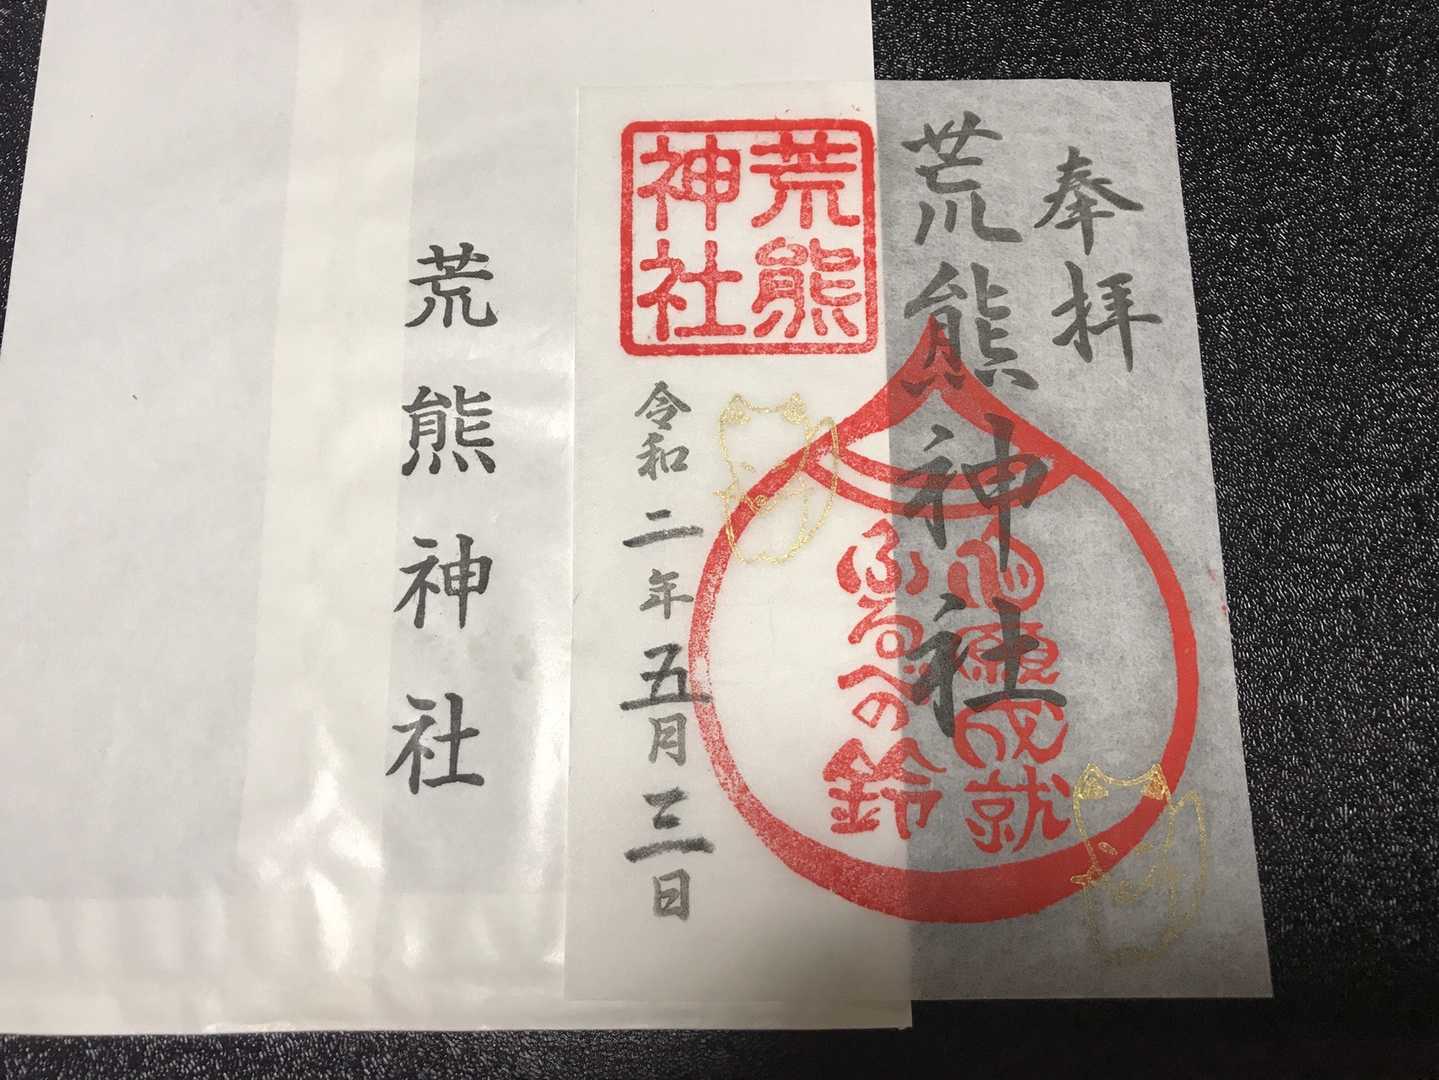 奉拝
荒熊神社
心願成就
ふるべの鈴
荒熊
神社
令和二年五月三日
荒熊神社